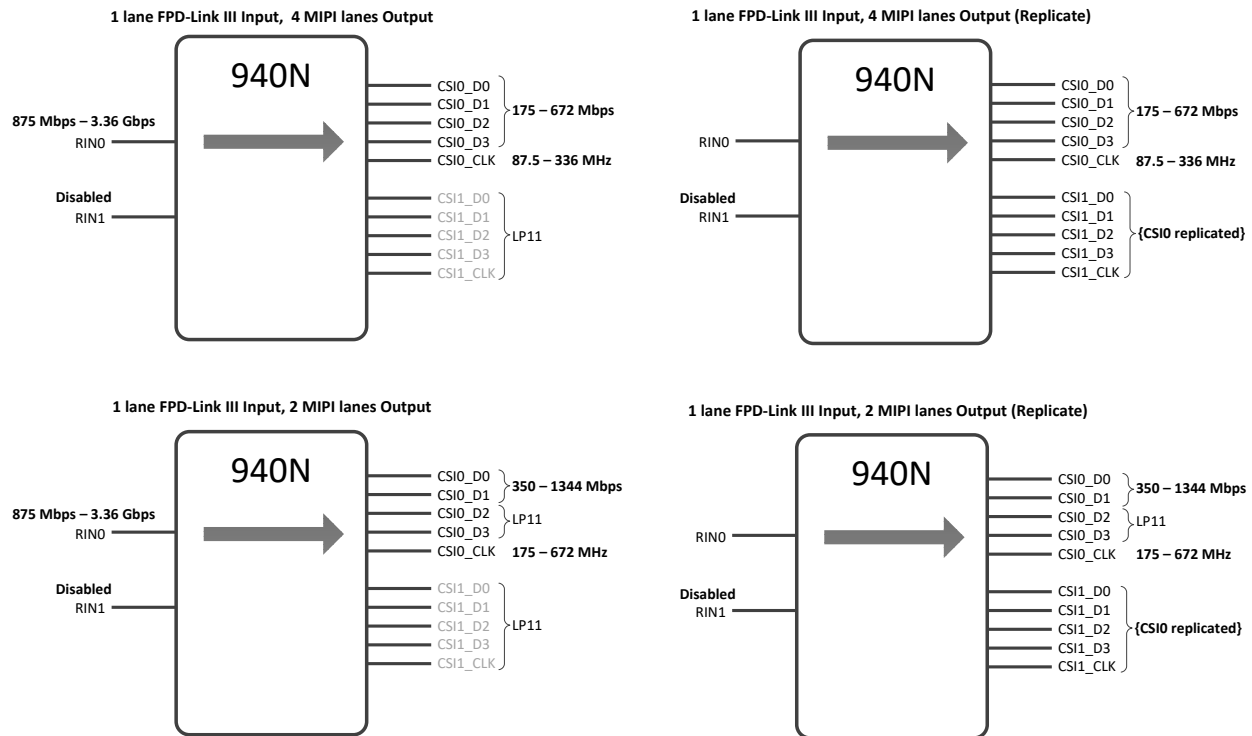 1 lane FPD-Link III Input, 4 MIPI lanes Output
940N
875 Mbps – 3.36 Gbps
RIN0
Disabled
RIN1
CSI0_D0
CSI0_D1
CSI0_D2
CSI0_D3
175 – 672 Mbps
CSI0_CLK 87.5 – 336 MHz
CSI1_D0
CSI1_D1
CSI1_D2
CSI1_D3
CSI1_CLK
LP11
1 lane FPD-Link III Input, 4 MIPI lanes Output (Replicate)
940N
RIN0
Disabled
RIN1
CSI0_D0
CSI0_D1
CSI0_D2
CSI0_D3
175 – 672 Mbps
CSI0_CLK 87.5 – 336 MHz
CSI1_D0
CSI1_D1
CSI1_D2
CSI1_D3
CSI1_CLK
{CSI0 replicated}
1 lane FPD-Link III Input, 2 MIPI lanes Output
940N
875 Mbps – 3.36 Gbps
RIN0
Disabled
RIN1
CSI0_D0
CSI0_D1
350 – 1344 Mbps
CSI0_D2
CSI0_D3
LP11
CSI0_CLK 175 – 672 MHz
CSI1_D0
CSI1_D1
CSI1_D2
CSI1_D3
CSI1_CLK
LP11
1 lane FPD-Link III Input, 2 MIPI lanes Output (Replicate)
940N
RIN0
Disabled
RIN1
CSI0_D0
CSI0_D1
350 – 1344 Mbps
CSI0_D2
CSI0_D3
LP11
CSI0_CLK 175 – 672 MHz
CSI1_D0
CSI1_D1
CSI1_D2
CSI1_D3
CSI1_CLK
{CSI0 replicated}